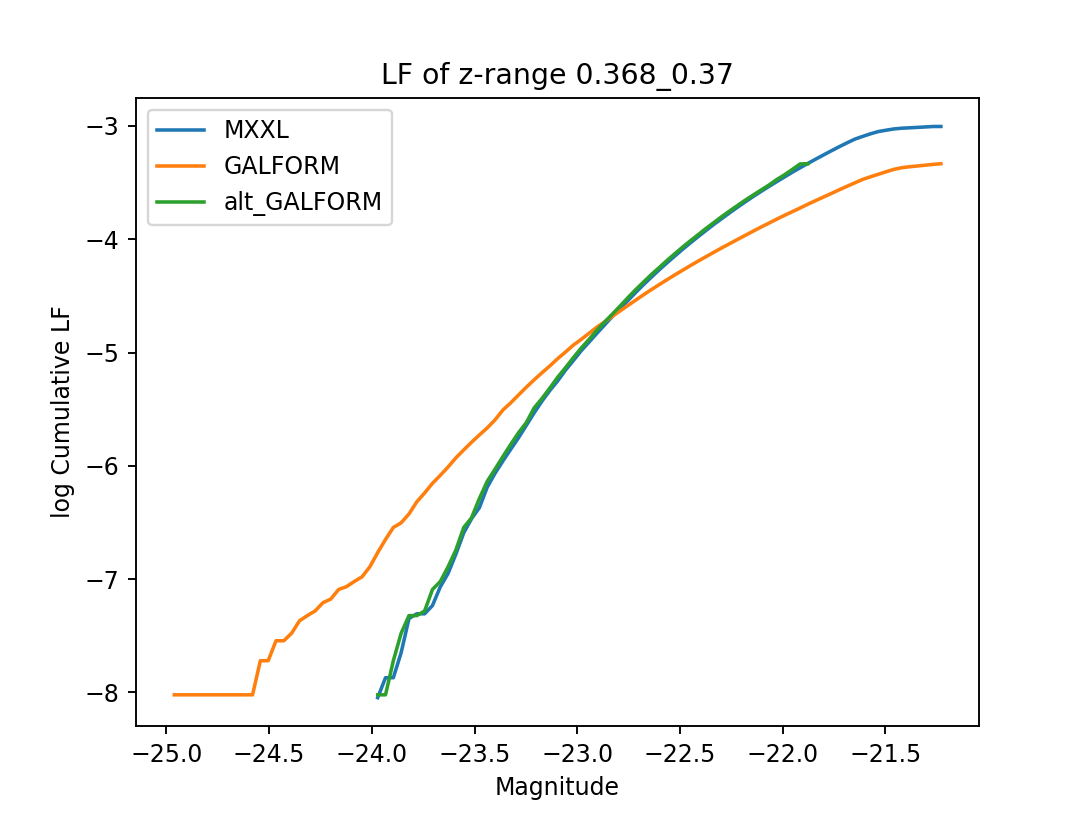 LF of z-range 0.368_0.37
MXXL
GALFORM
alt_GALFORM
−3
−4
−5
−6
−7
−8
log Cumulative LF
−25.0 −24.5 −24.0 −23.5 −23.0 −22.5 −22.0 −21.5
Magnitude